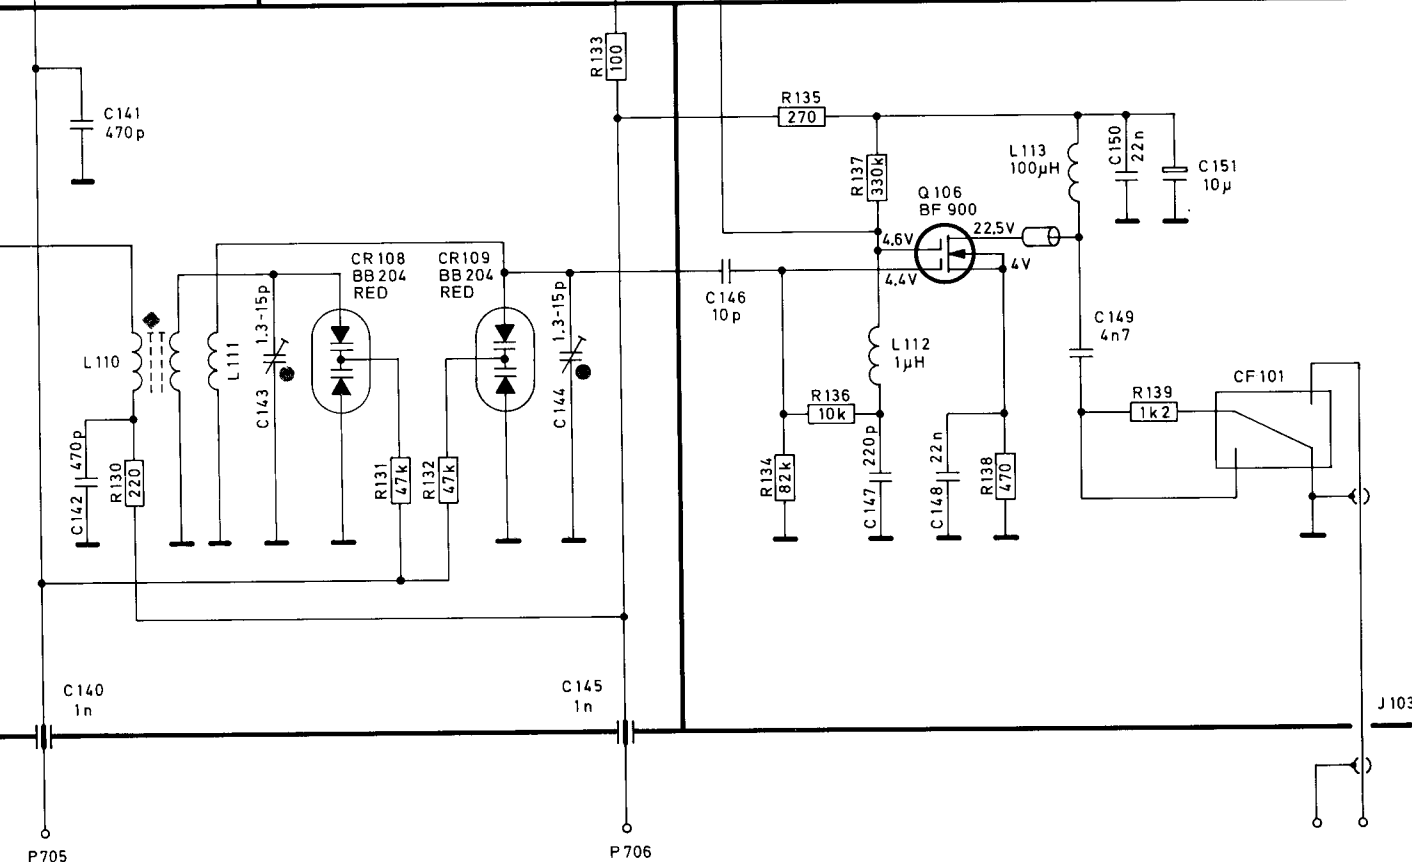 R133
100
C141
470p
R135
270
R137
330k
L113
100µH
C150
22n
C151
10µ
Q106
BF 900
22,5V
4,6V
4V
4,4V
CR108
BB204
RED
CR109
BB204
RED
1,3-15p
C143
1,3-15p
C144
C146
10p
C149
4n7
L110
L111
L112
1µH
R139
1k2
CF101
R136
10k
470p
C142
R130
220
R131
47k
R132
47k
R134
82k
220p
C147
22n
C148
R138
470
C140
1n
C145
1n
J103
P705
P706